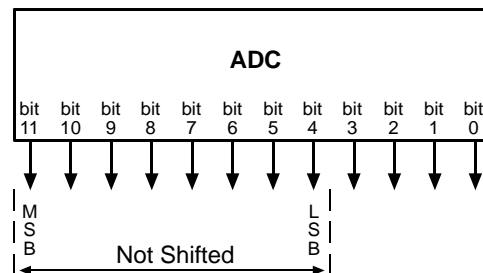 ADC
bit bit bit bit bit bit bit bit bit bit bit bit
11 10 9 8 7 6 5 4 3 2 1 0
M L
S S
B B
Not Shifted